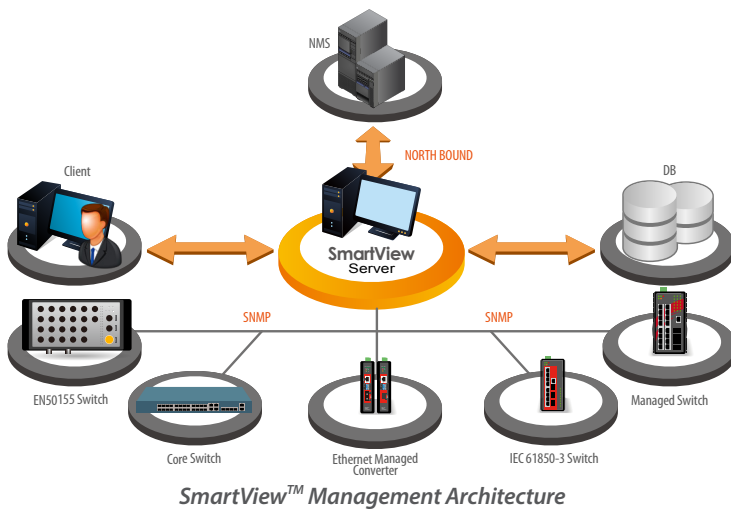 NMS
NORTH BOUND
Client
DB
SmartView
Server
SNMP
SNMP
EN50155 Switch
Managed Switch
Core Switch
Ethernet Managed
Converter
IEC 61850-3 Switch
SmartView™ Management Architecture